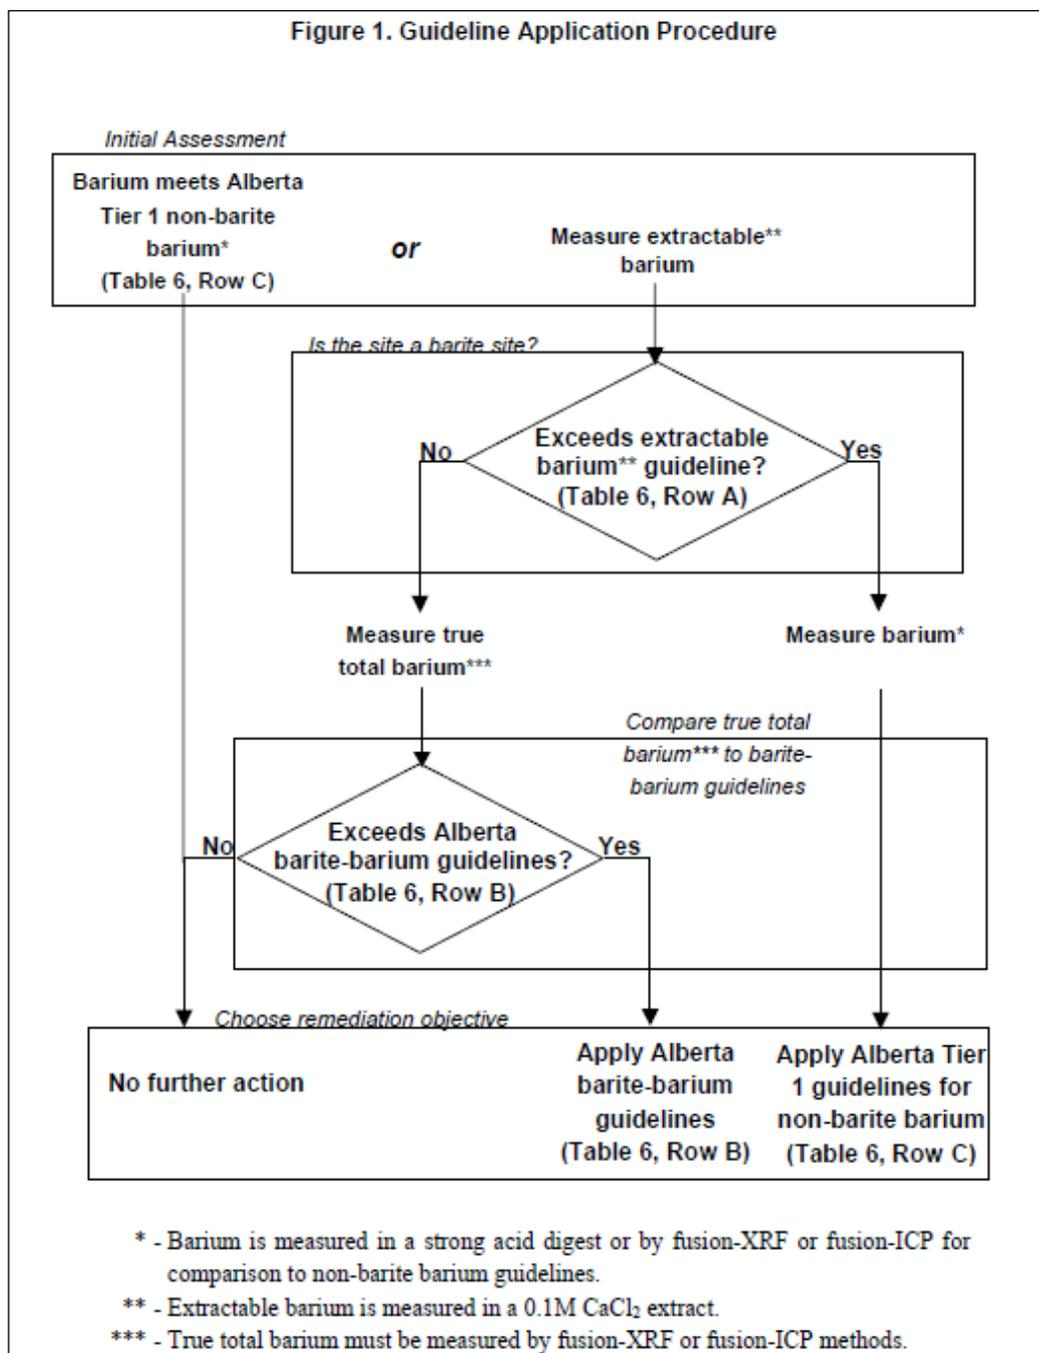 Figure 1. Guideline Application Procedure
Initial Assessment
Barium meets Alberta
Tier 1 non-barite
barium*
(Table 6, Row C)
or
Measure extractable**
barium
Is the site a barite site?
No
Exceeds extractable
barium** guideline?
(Table 6, Row A)
Yes
Measure true
total barium***
Measure barium*
Compare true total
barium*** to barite-
barium guidelines
No
Exceeds Alberta
barite-barium guidelines?
(Table 6, Row B)
Yes
Choose remediation objective
No further action
Apply Alberta
barite-barium
guidelines
(Table 6, Row B)
Apply Alberta Tier
1 guidelines for
non-barite barium
(Table 6, Row C)
* - Barium is measured in a strong acid digest or by fusion-XRF or fusion-ICP for
comparison to non-barite barium guidelines.
** - Extractable barium is measured in a 0.1M CaCl₂ extract.
*** - True total barium must be measured by fusion-XRF or fusion-ICP methods.